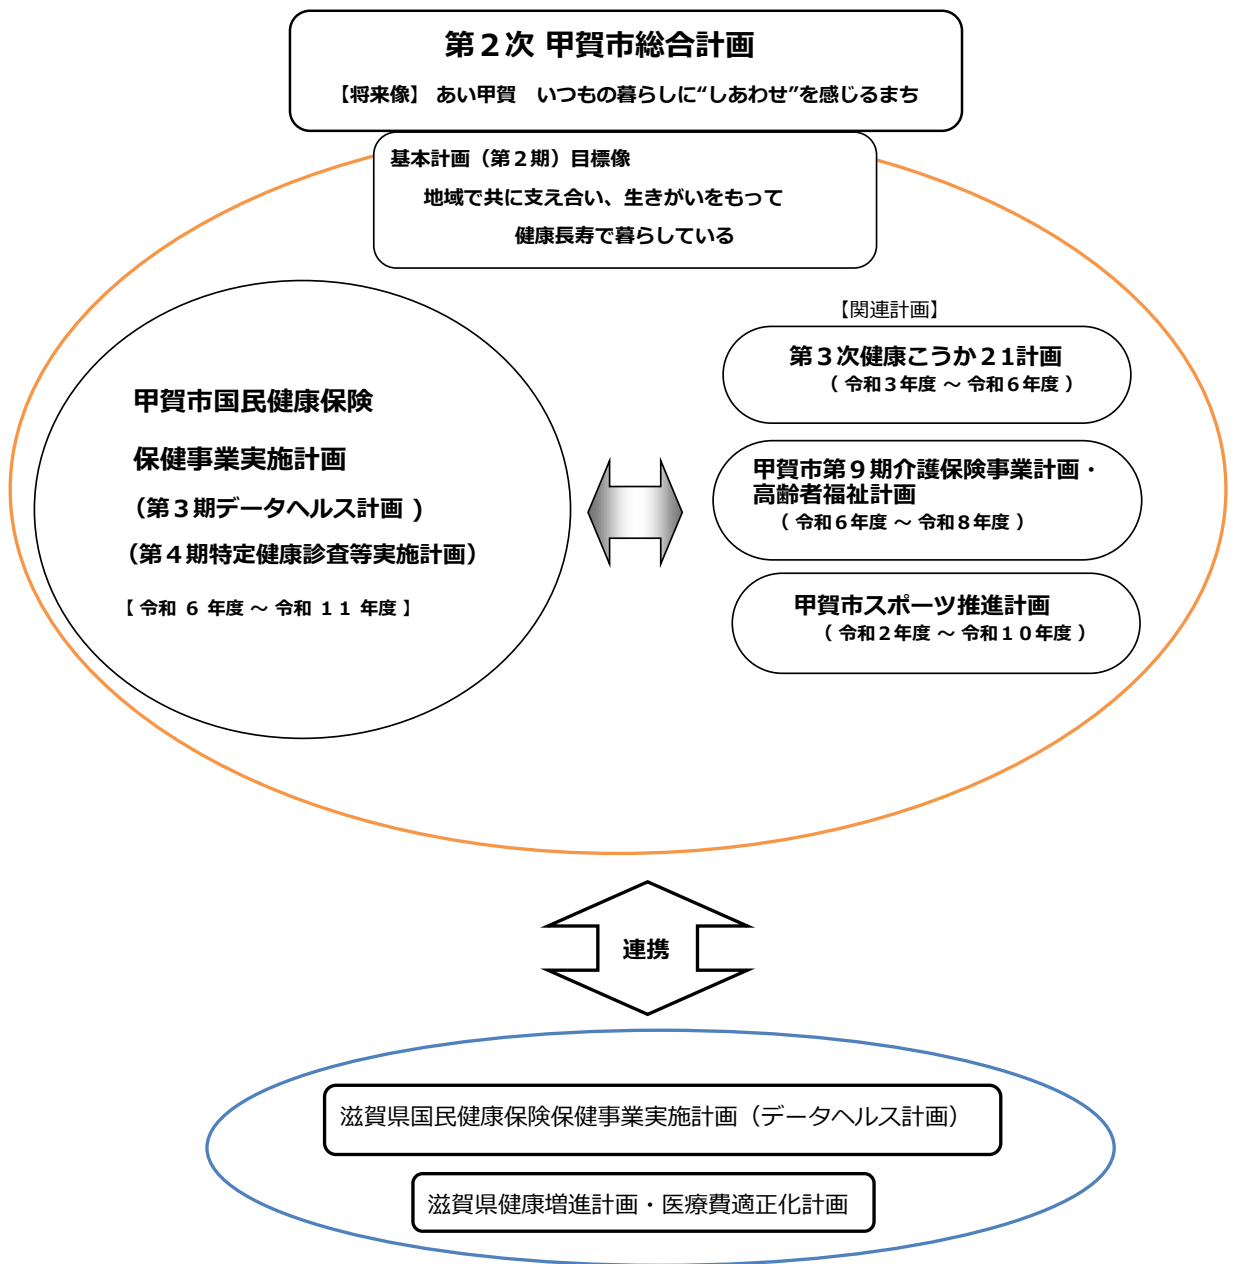 第２次 甲賀市総合計画
【将来像】 あい甲賀　いつもの暮らしに“しあわせ”を感じるまち
基本計画（第２期）目標像
地域で共に支え合い、生きがいをもって
健康長寿で暮らしている
甲賀市国民健康保険
保健事業実施計画
（第３期データヘルス計画 )
（第４期特定健康診査等実施計画）
【 令和 ６ 年度 ～ 令和 １１ 年度 】
【関連計画】
第３次健康こうか２１計画
（ 令和３年度 ～ 令和６年度 ）
甲賀市第９期介護保険事業計画・
高齢者福祉計画
（ 令和６年度 ～ 令和８年度 ）
甲賀市スポーツ推進計画
（ 令和２年度 ～ 令和１０年度 ）
連携
滋賀県国民健康保険保健事業実施計画（データヘルス計画）
滋賀県健康増進計画・医療費適正化計画